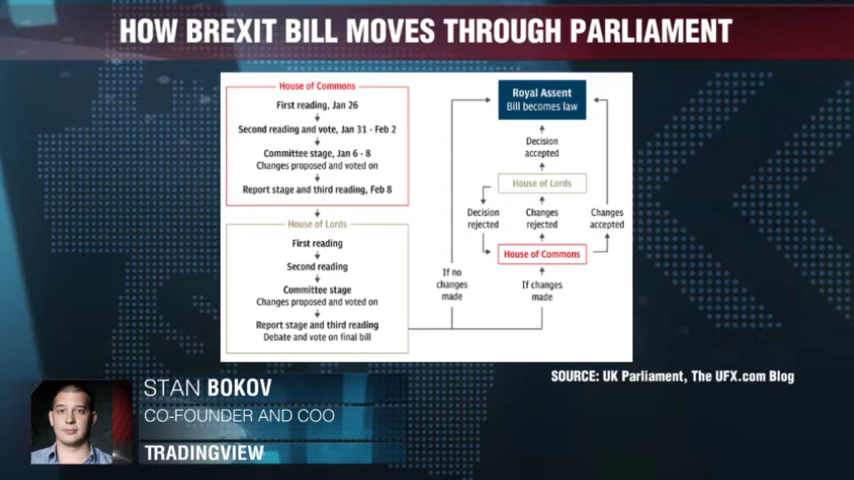 HOW BREXIT BILL MOVES THROUGH PARLIAMENT
House of Commons
First reading, Jan 26
Second reading and vote, Jan 31 - Feb 2
Committee stage, Jan 6 - 8
Changes proposed and voted on
Report stage and third reading, Feb 8
House of Lords
First reading
Second reading
Committee stage
Changes proposed and voted on
Report stage and third reading
Debate and vote on final bill
Royal Assent
Bill becomes law
Decision
accepted
House of Lords
Decision
rejected
Changes
rejected
Changes
accepted
House of Commons
If no
changes
made
If changes
made
SOURCE: UK Parliament, The UFX.com Blog
STAN BOKOV
CO-FOUNDER AND COO
TRADINGVIEW